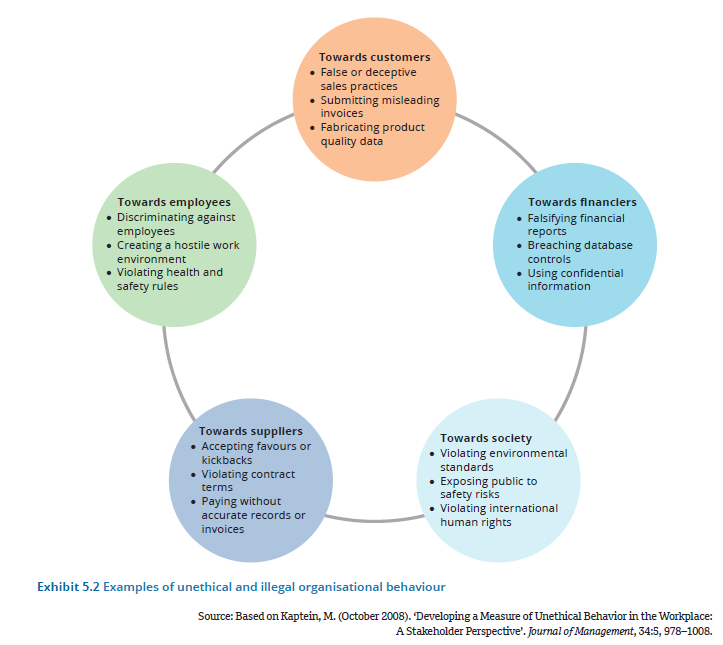 Towards customers
• False or deceptive
sales practices
• Submitting misleading
invoices
• Fabricating product
quality data
Towards financiers
• Falsifying financial
reports
• Breaching database
controls
• Using confidential
information
Towards society
• Violating environmental
standards
• Exposing public to
safety risks
• Violating international
human rights
Towards suppliers
• Accepting favours or
kickbacks
• Violating contract
terms
• Paying without
accurate records or
invoices
Towards employees
• Discriminating against
employees
• Creating a hostile work
environment
• Violating health and
safety rules
Exhibit 5.2 Examples of unethical and illegal organisational behaviour
Source: Based on Kaptein, M. (October 2008). ‘Developing a Measure of Unethical Behavior in the Workplace:
A Stakeholder Perspective’. Journal of Management, 34:5, 978–1008.